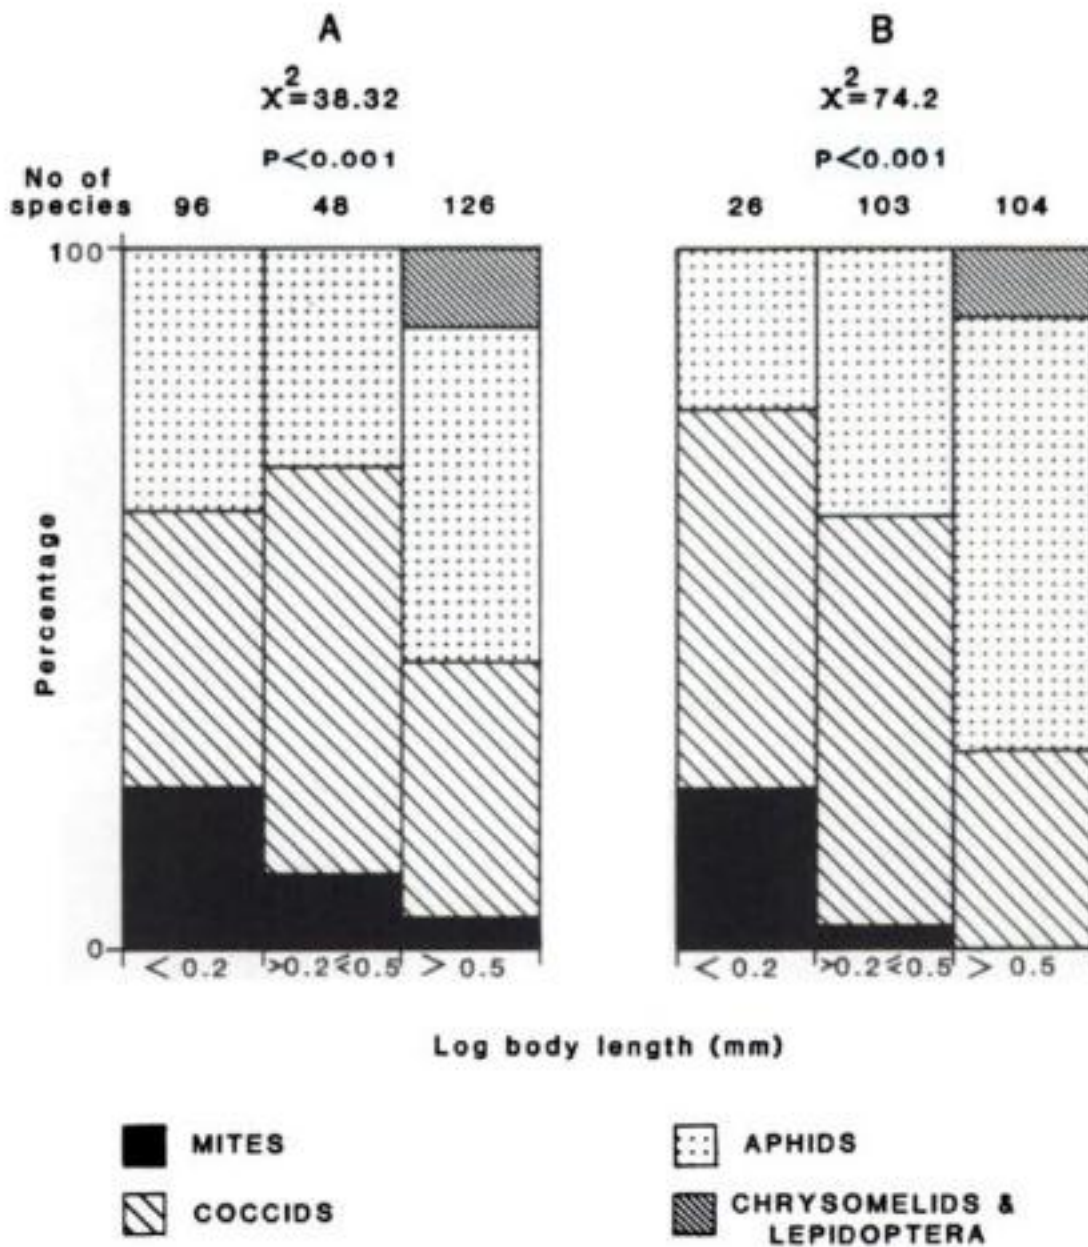 A
X²=38.32
P<0.001
B
X²=74.2
P<0.001
No of
species 96 48 126
26 103 104
100
0
Percentage
< 0.2 >0.2≤0.5 > 0.5
< 0.2 >0.2≤0.5 > 0.5
Log body length (mm)
MITES
COCCIDS
APHIDS
CHRYSOMELIDS &
LEPIDOPTERA